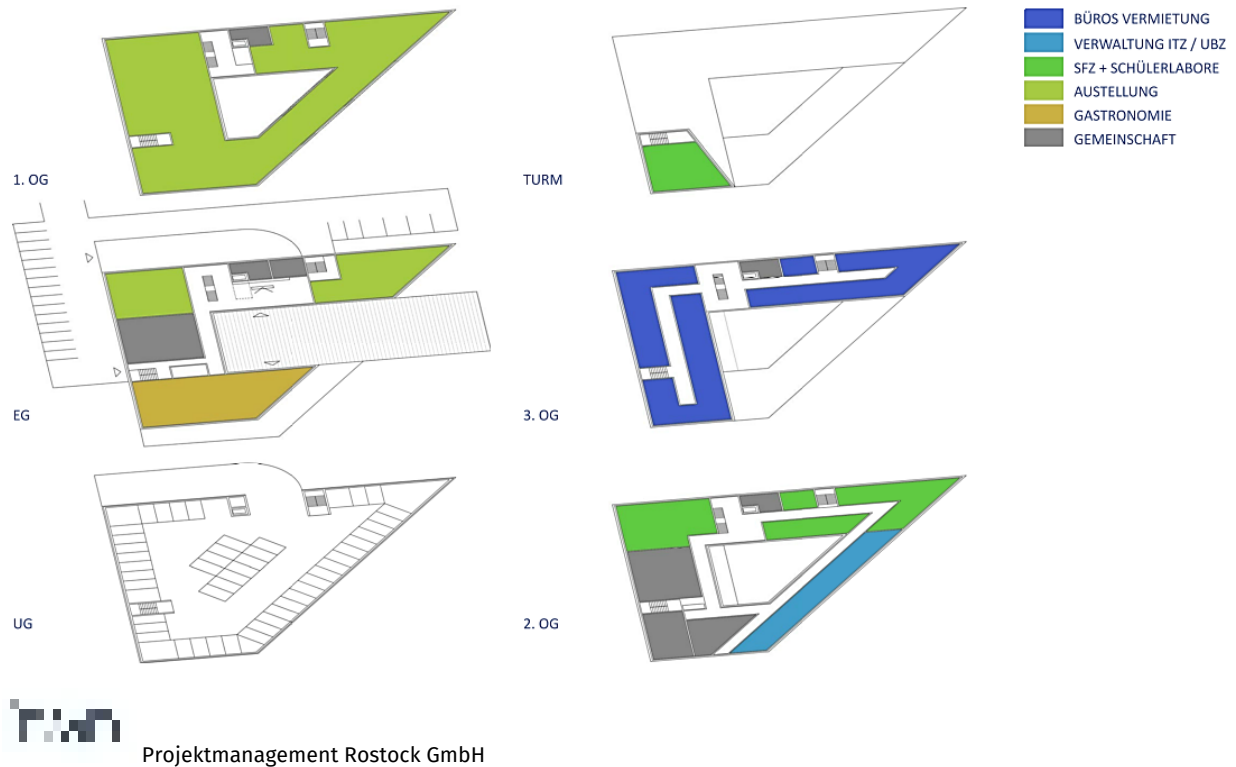 BÜROS VERMIETUNG
VERWALTUNG ITZ / UBZ
SFZ + SCHÜLERLABORE
AUSTELLUNG
GASTRONOMIE
GEMEINSCHAFT
1. OG
TURM
EG
3. OG
UG
2. OG
Projektmanagement Rostock GmbH